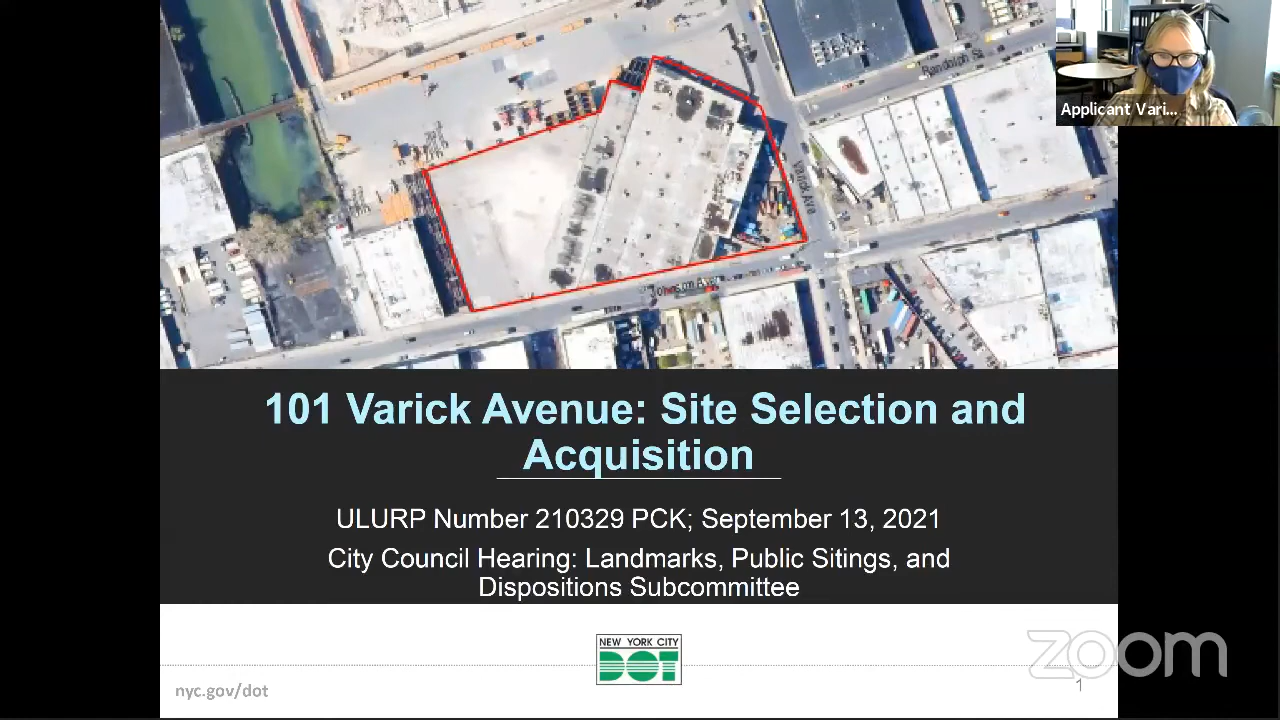 Randolph St
Applicant Vari...
Varick Ave
Johnson Ave
101 Varick Avenue: Site Selection and
Acquisition
ULURP Number 210329 PCK; September 13, 2021
City Council Hearing: Landmarks, Public Sitings, and
Dispositions Subcommittee
NEW YORK CITY
DOT
zoom
nyc.gov/dot
1